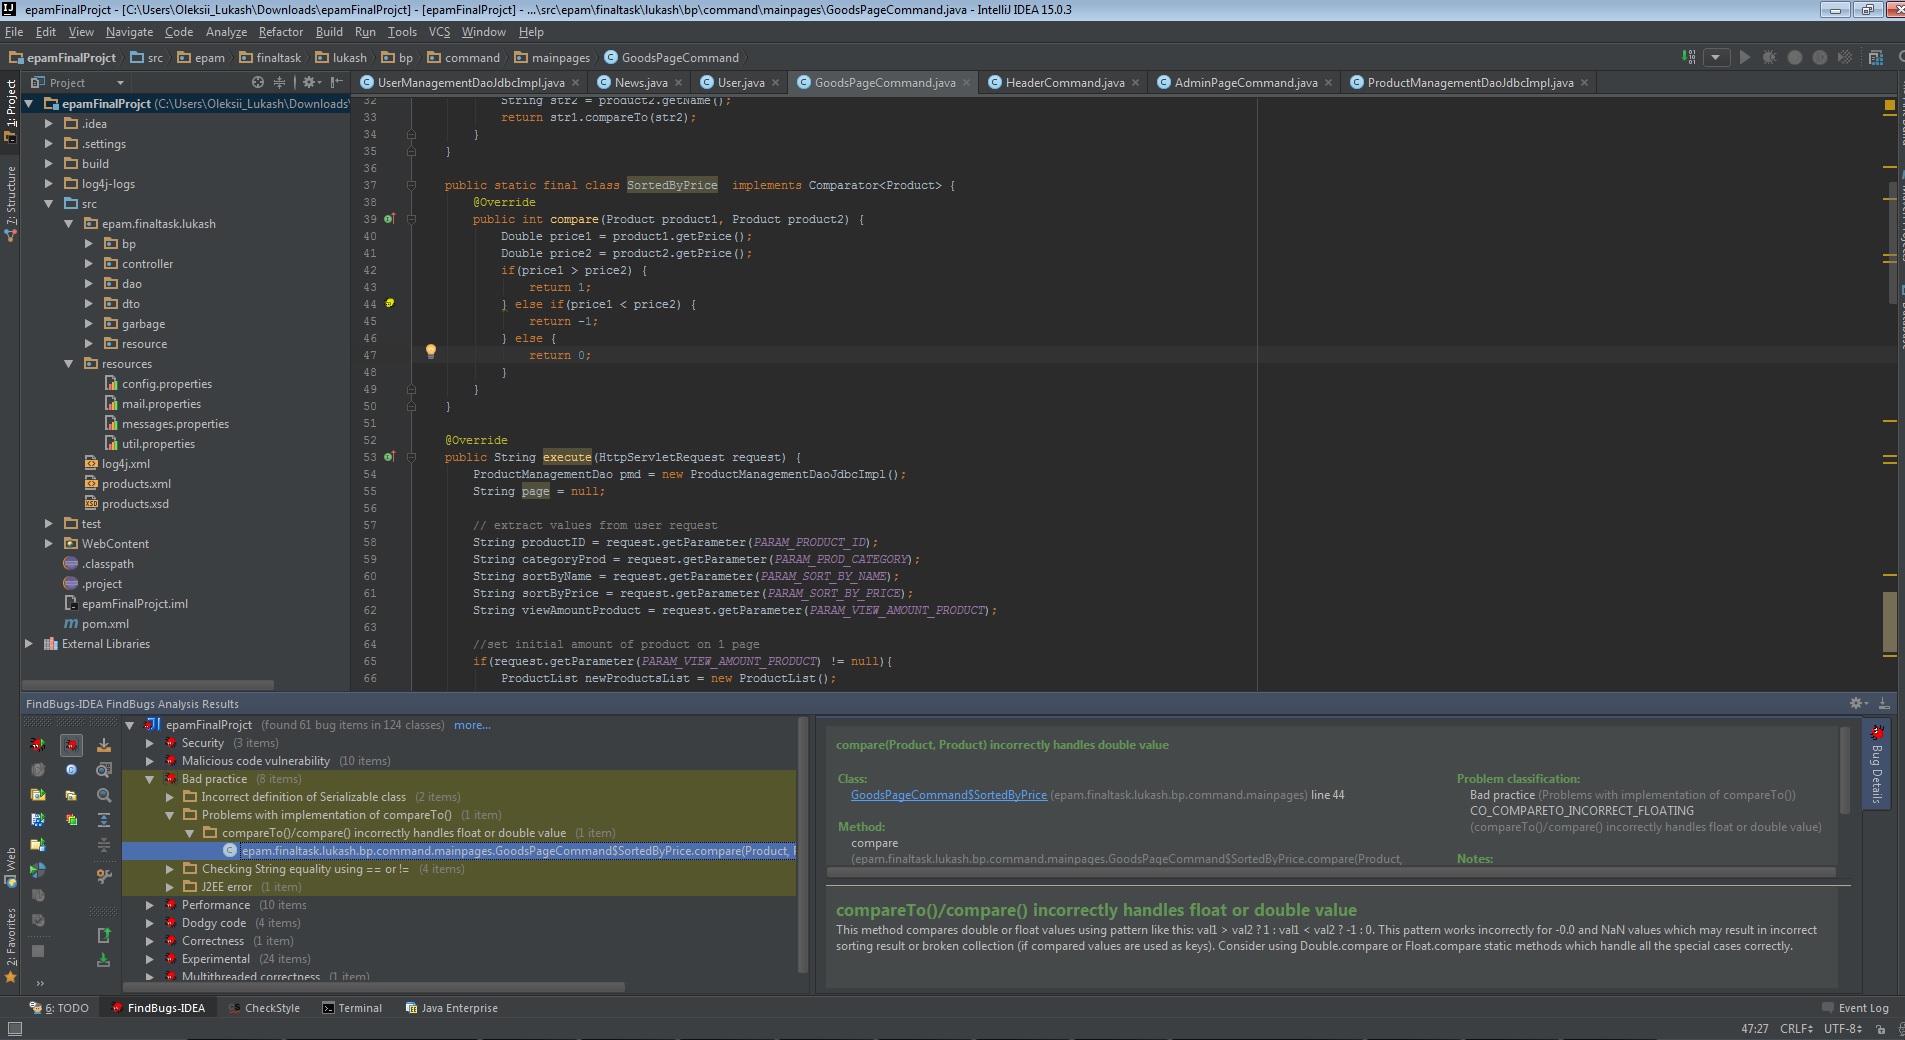 epamFinalProjct - [C:\Users\Oleksii_Lukash\Downloads\epamFinalProjct] - [epamFinalProjct] - ...\src\epam\finaltask\lukash\bp\command\mainpages\GoodsPageCommand.java - IntelliJ IDEA 15.0.3
File Edit View Navigate Code Analyze Refactor Build Run Tools VCS Window Help
epamFinalProjct src epam finaltask lukash bp command mainpages GoodsPageCommand
Project
UserManagementDaoJdbcImpl.java News.java User.java GoodsPageCommand.java HeaderCommand.java AdminPageCommand.java ProductManagementDaoJdbcImpl.java
1: Project
7: Structure
Web
2: Favorites
epamFinalProjct (C:\Users\Oleksii_Lukash\Downloads\
.idea
.settings
build
log4j-logs
src
epam.finaltask.lukash
bp
controller
dao
dto
garbage
resource
resources
config.properties
mail.properties
messages.properties
util.properties
log4j.xml
products.xml
products.xsd
test
WebContent
.classpath
.project
epamFinalProjct.iml
pom.xml
External Libraries
32 String str2 = product2.getName();
33 return str1.compareTo(str2);
34 }
35 }
36
37 public static final class SortedByPrice implements Comparator<Product> {
38 @Override
39 public int compare(Product product1, Product product2) {
40 Double price1 = product1.getPrice();
41 Double price2 = product2.getPrice();
42 if(price1 > price2) {
43 return 1;
44 } else if(price1 < price2) {
45 return -1;
46 } else {
47 return 0;
48 }
49 }
50 }
51
52 @Override
53 public String execute(HttpServletRequest request) {
54 ProductManagementDao pmd = new ProductManagementDaoJdbcImpl();
55 String page = null;
56
57 // extract values from user request
58 String productID = request.getParameter(PARAM_PRODUCT_ID);
59 String categoryProd = request.getParameter(PARAM_PROD_CATEGORY);
60 String sortByName = request.getParameter(PARAM_SORT_BY_NAME);
61 String sortByPrice = request.getParameter(PARAM_SORT_BY_PRICE);
62 String viewAmountProduct = request.getParameter(PARAM_VIEW_AMOUNT_PRODUCT);
63
64 //set initial amount of product on 1 page
65 if(request.getParameter(PARAM_VIEW_AMOUNT_PRODUCT) != null){
66 ProductList newProductsList = new ProductList();
FindBugs-IDEA FindBugs Analysis Results
epamFinalProjct (found 61 bug items in 124 classes) more...
Security (3 items)
Malicious code vulnerability (10 items)
Bad practice (8 items)
Incorrect definition of Serializable class (2 items)
Problems with implementation of compareTo() (1 item)
compareTo()/compare() incorrectly handles float or double value (1 item)
epam.finaltask.lukash.bp.command.mainpages.GoodsPageCommand$SortedByPrice.compare(Product,
Checking String equality using == or != (4 items)
J2EE error (1 item)
Performance (10 items
Dodgy code (4 items)
Correctness (1 item)
Experimental (24 items)
Multithreaded correctness (1 item)
compare(Product, Product) incorrectly handles double value
Class:
GoodsPageCommand$SortedByPrice (epam.finaltask.lukash.bp.command.mainpages) line 44
Method:
compare
(epam.finaltask.lukash.bp.command.mainpages.GoodsPageCommand$SortedByPrice.compare(Product,
Problem classification:
Bad practice (Problems with implementation of compareTo())
CO_COMPARETO_INCORRECT_FLOATING
(compareTo()/compare() incorrectly handles float or double value)
Notes:
compareTo()/compare() incorrectly handles float or double value
This method compares double or float values using pattern like this: val1 > val2 ? 1 : val1 < val2 ? -1 : 0. This pattern works incorrectly for -0.0 and NaN values which may result in incorrect
sorting result or broken collection (if compared values are used as keys). Consider using Double.compare or Float.compare static methods which handle all the special cases correctly.
Bug Details
6: TODO FindBugs-IDEA CheckStyle Terminal Java Enterprise Event Log
47:27 CRLF UTF-8